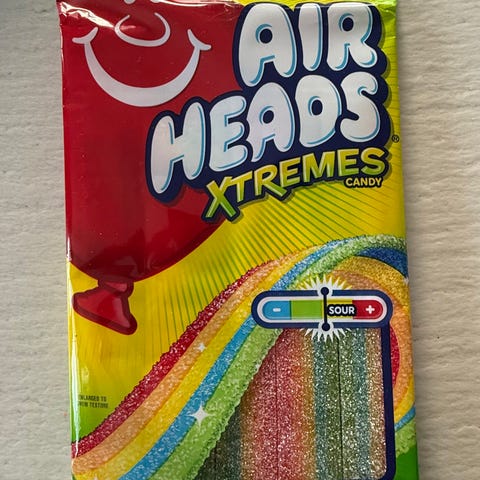 AIR
HEADS®
XTREMES
CANDY
- SOUR +
ENLARGED TO
SHOW TEXTURE